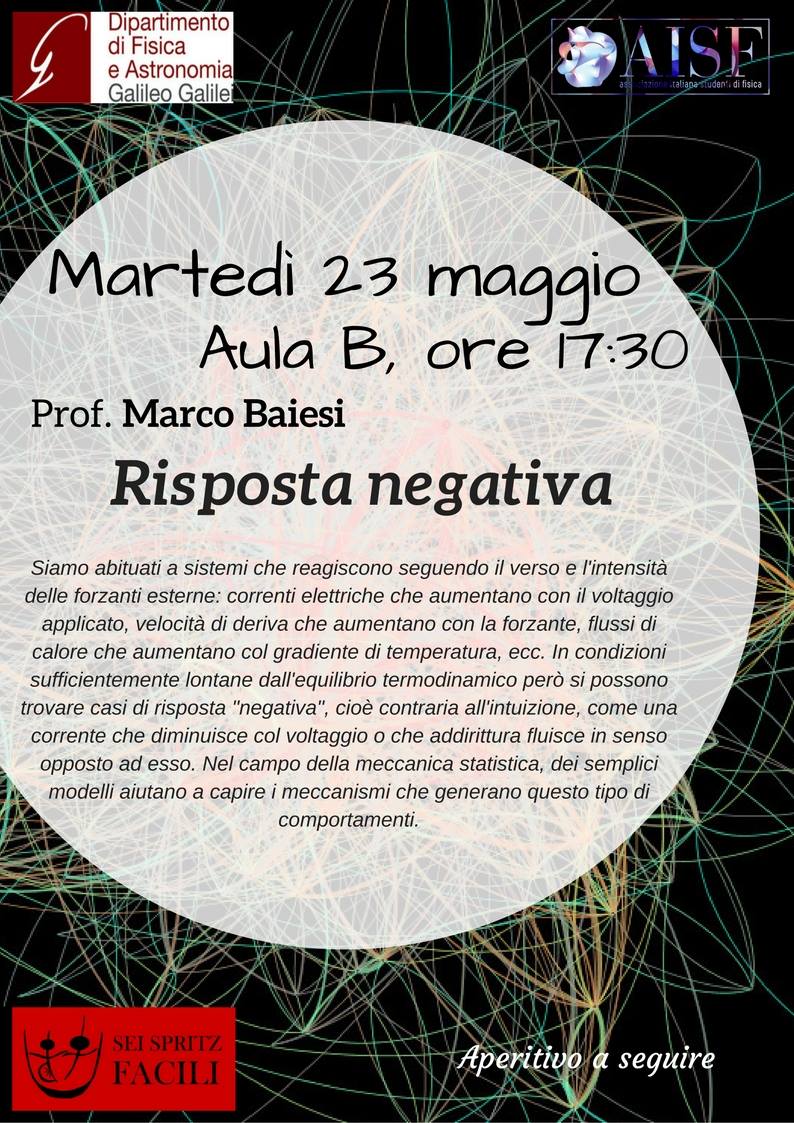 Dipartimento
di Fisica
e Astronomia
Galileo Galilei
AISF
associazione italiana studenti di fisica
Martedì 23 maggio
Aula B, ore 17:30
Prof. Marco Baiesi
Risposta negativa
Siamo abituati a sistemi che reagiscono seguendo il verso e l'intensità
delle forzanti esterne: correnti elettriche che aumentano con il voltaggio
applicato, velocità di deriva che aumentano con la forzante, flussi di
calore che aumentano col gradiente di temperatura, ecc. In condizioni
sufficientemente lontane dall'equilibrio termodinamico però si possono
trovare casi di risposta "negativa", cioè contraria all'intuizione, come una
corrente che diminuisce col voltaggio o che addirittura fluisce in senso
opposto ad esso. Nel campo della meccanica statistica, dei semplici
modelli aiutano a capire i meccanismi che generano questo tipo di
comportamenti.
SEI SPRITZ
FACILI
Aperitivo a seguire